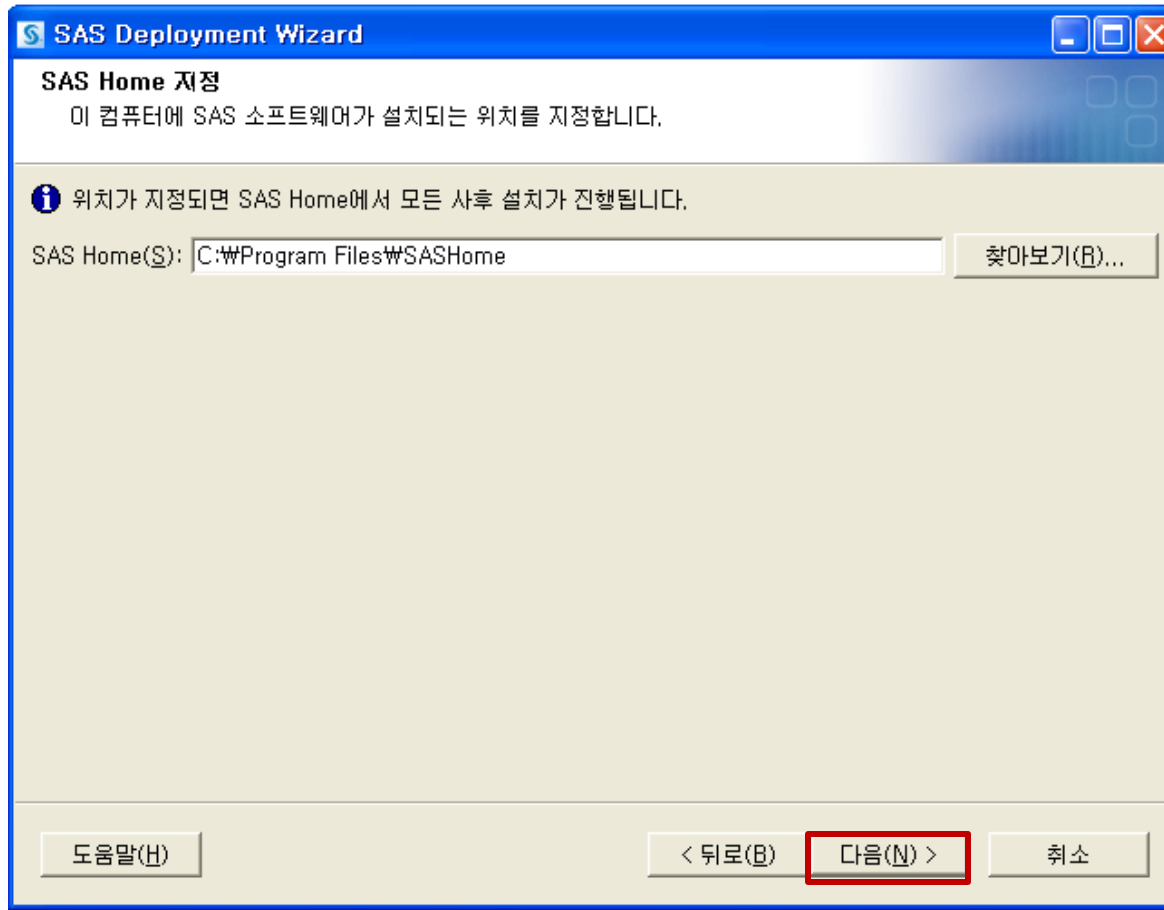 SAS Deployment Wizard
SAS Home 지정
이 컴퓨터에 SAS 소프트웨어가 설치되는 위치를 지정합니다.
위치가 지정되면 SAS Home에서 모든 사후 설치가 진행됩니다.
SAS Home(S): C:₩Program Files₩SASHome 찾아보기(R)...
도움말(H) < 뒤로(B) 다음(N) > 취소